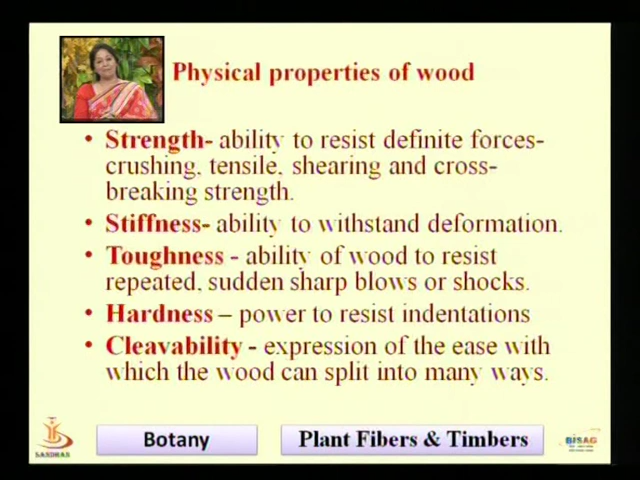 Physical properties of wood
• Strength- ability to resist definite forces-
crushing, tensile, shearing and cross-
breaking strength.
• Stiffness- ability to withstand deformation.
• Toughness - ability of wood to resist
repeated, sudden sharp blows or shocks.
• Hardness – power to resist indentations
• Cleavability - expression of the ease with
which the wood can split into many ways.
SANDHAN
Botany
Plant Fibers & Timbers
BISAG